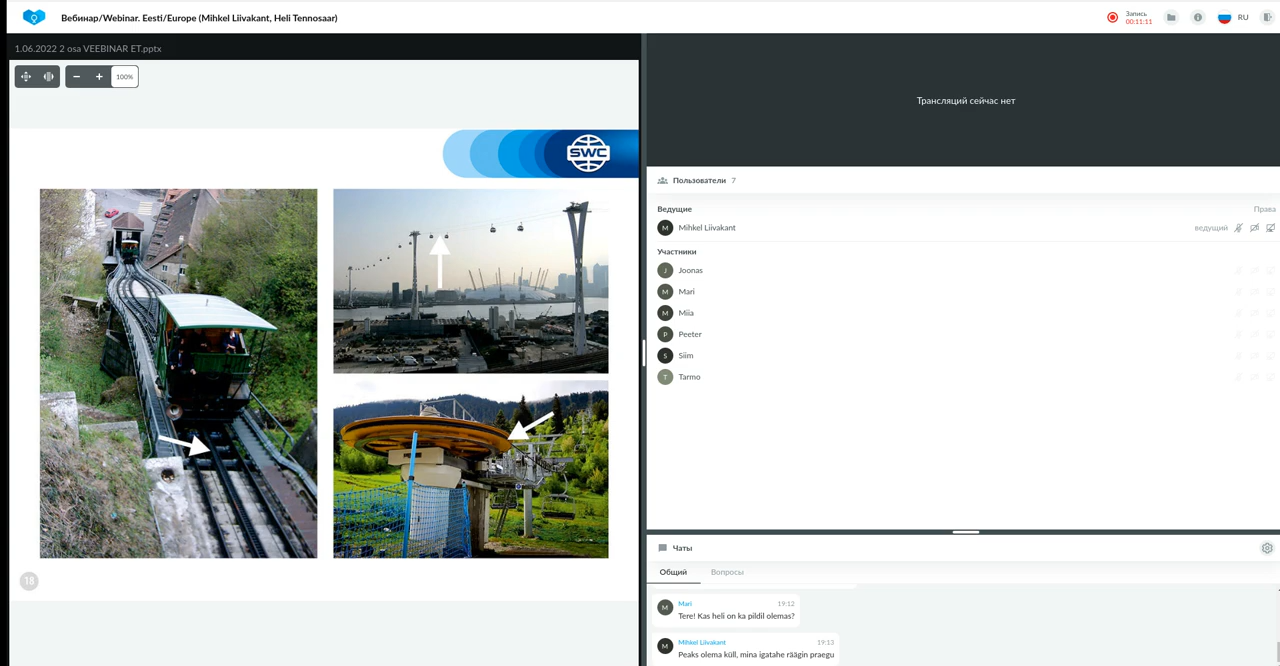 Вебинар/Webinar. Eesti/Europe (Mihkel Liivakant, Heli Tennosaar)
Запись
00:11:11
RU
1.06.2022 2 osa VEEBINAR ET.pptx
100%
SWC
18
Трансляций сейчас нет
Пользователи 7
Ведущие Права
M Mihkel Liivakant ведущий
Участники
J Joonas
M Mari
M Miia
P Peeter
S Siim
T Tarmo
Чаты
Общий Вопросы
M Mari 19:12
Tere! Kas heli on ka pildil olemas?
M Mihkel Liivakant 19:13
Peaks olema küll, mina igatahe räägin praegu